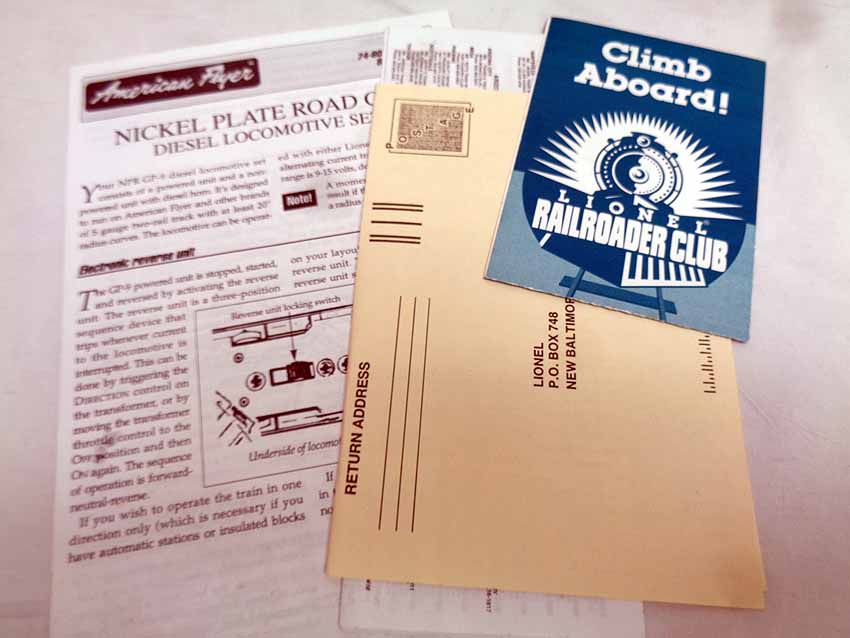 American Flyer
NICKEL PLATE ROAD
DIESEL LOCOMOTIVE SE
Your NPR GP-9 diesel locomotive set
consists of a powered unit and a non-
powered unit with diesel horn. It's designed
to run on American Flyer and other brands
of S gauge two-rail track with at least 20"
radius curves. The locomotive can be operat-
ed with either Lione
alternating current tr
range is 9-15 volts, de
Note!
A momen
result if th
a radius
Electronic reverse unit
The GP-9 powered unit is stopped, started,
and reversed by activating the reverse
unit. The reverse unit is a three-position
sequence device that
trips whenever current
to the locomotive is
interrupted. This can be
done by triggering the
DIRECTION control on
the transformer, or by
moving the transformer
throttle control to the
OFF position and then
ON again. The sequence
of operation is forward-
neutral-reverse.
If you wish to operate the train in one
direction only (which is necessary if you
have automatic stations or insulated blocks
on your layou
reverse unit.
reverse unit s
Reverse unit locking switch
Underside of locomo
If
in t
no
POSTAGE
RETURN ADDRESS
LIONEL
P.O. BOX 748
NEW BALTIMOR
Climb
Aboard!
LIONEL
RAILROADER CLUB